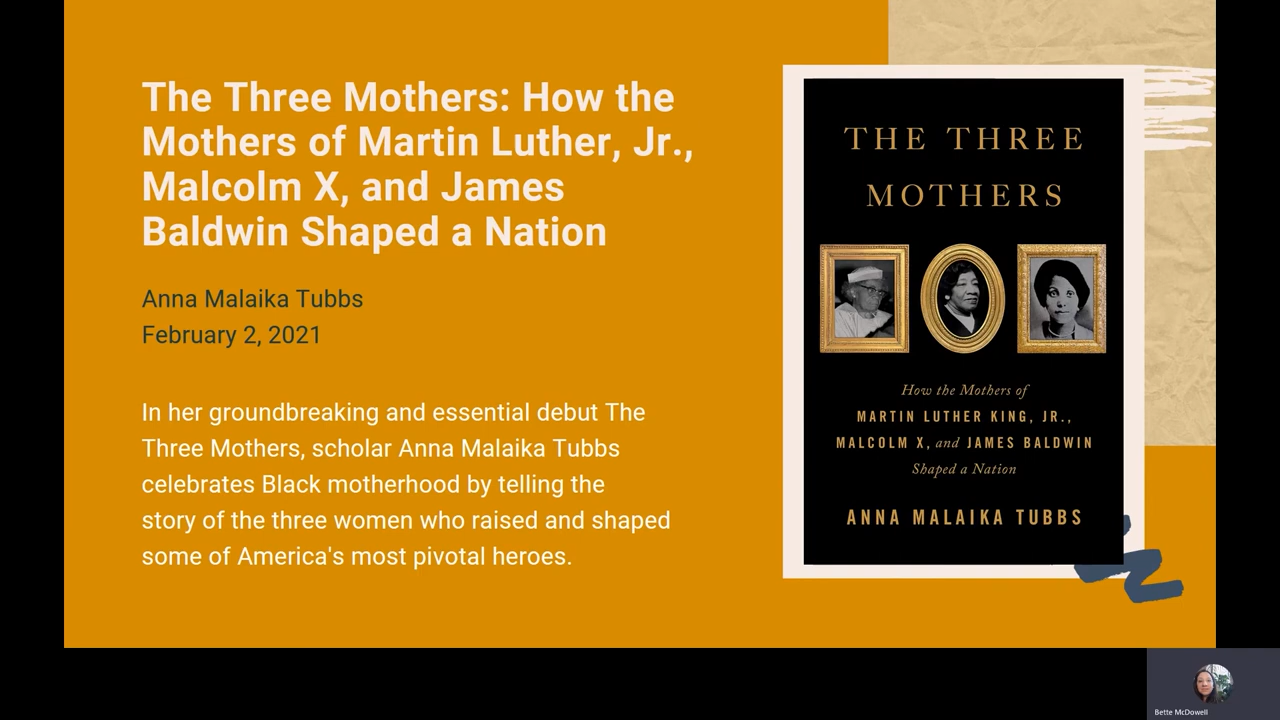 The Three Mothers: How the
Mothers of Martin Luther, Jr.,
Malcolm X, and James
Baldwin Shaped a Nation
Anna Malaika Tubbs
February 2, 2021
In her groundbreaking and essential debut The
Three Mothers, scholar Anna Malaika Tubbs
celebrates Black motherhood by telling the
story of the three women who raised and shaped
some of America's most pivotal heroes.
THE THREE
MOTHERS
How the Mothers of
MARTIN LUTHER KING, JR.,
MALCOLM X, and JAMES BALDWIN
Shaped a Nation
ANNA MALAIKA TUBBS
Bette McDowell